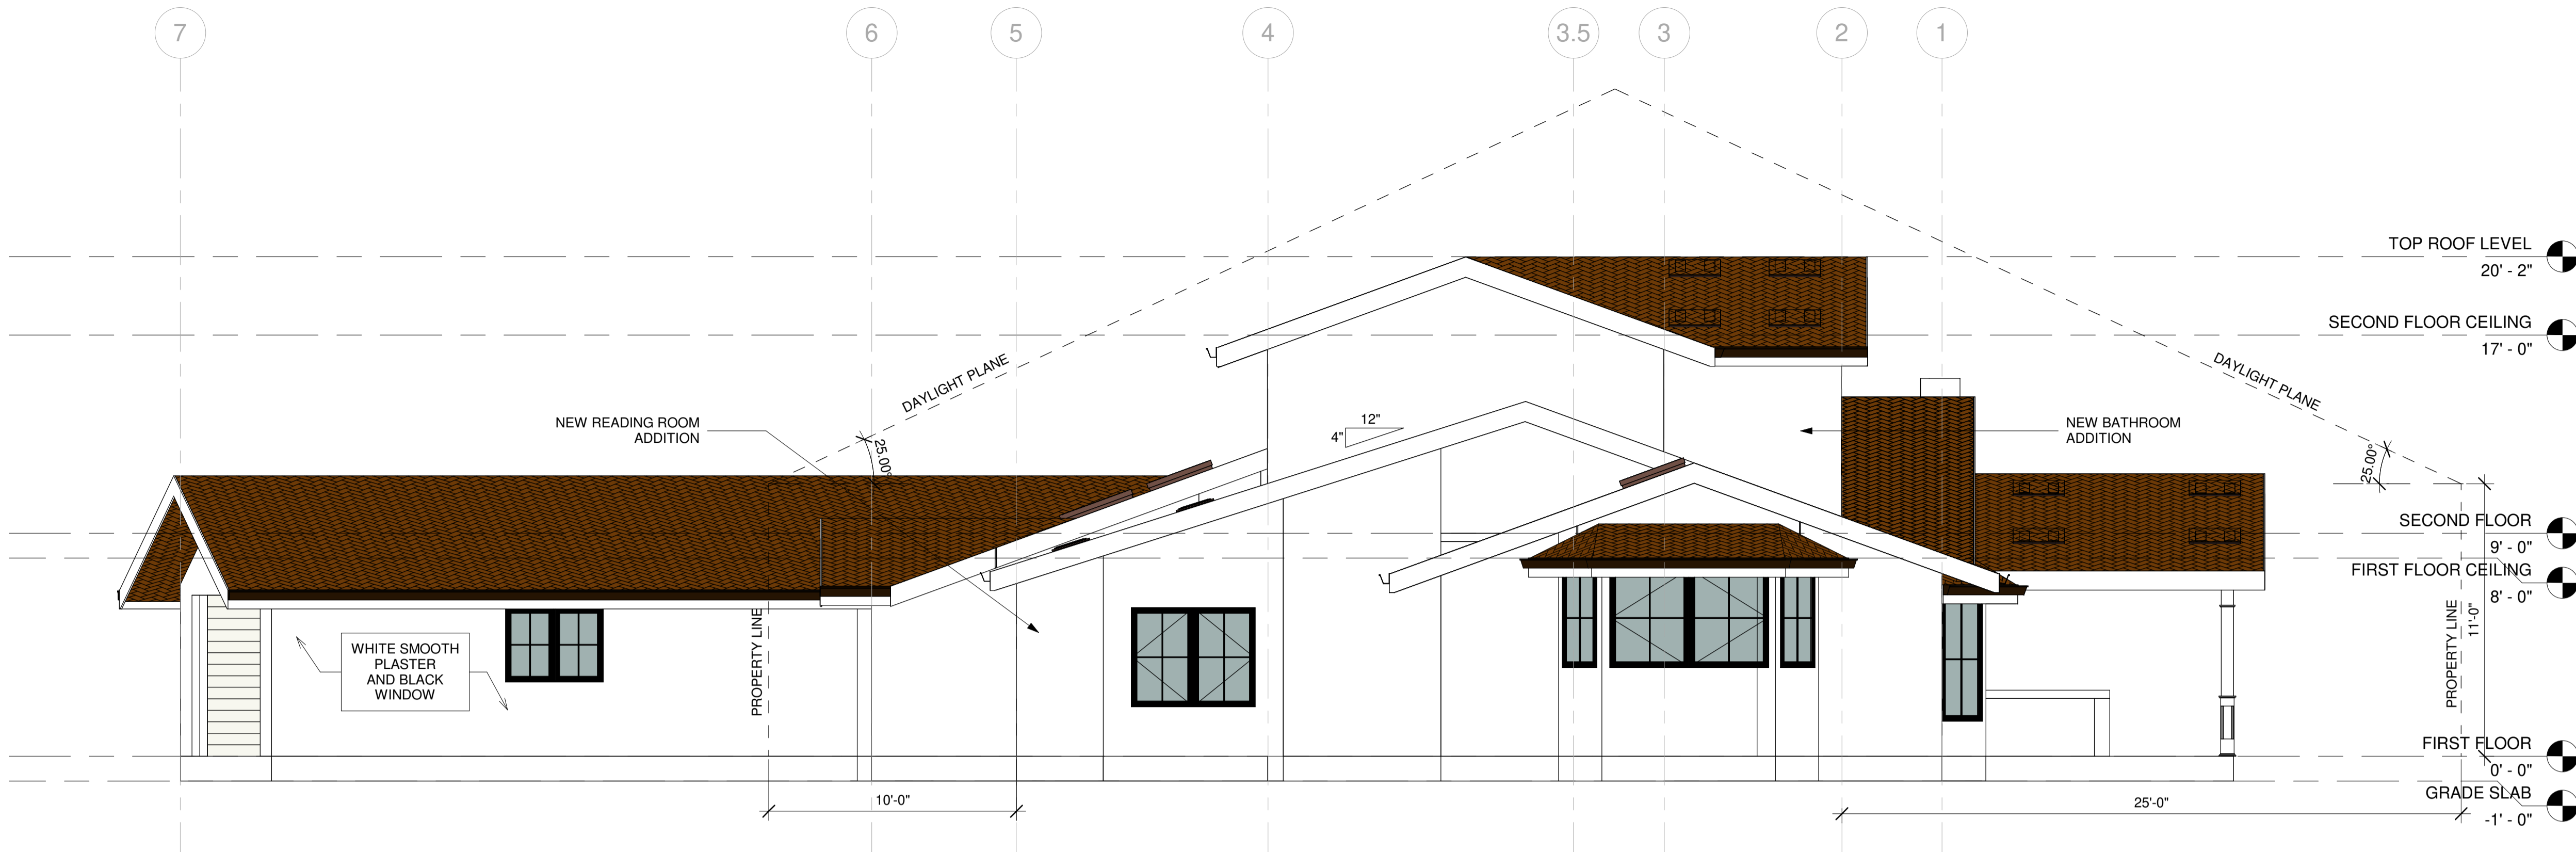 7
6
5
4
3.5
3
2
1
TOP ROOF LEVEL
20' - 2"
SECOND FLOOR CEILING
17' - 0"
DAYLIGHT PLANE
DAYLIGHT PLANE
NEW READING ROOM
ADDITION
25.00°
12"
4"
NEW BATHROOM
ADDITION
25.00°
SECOND FLOOR
9' - 0"
FIRST FLOOR CEILING
8' - 0"
WHITE SMOOTH
PLASTER
AND BLACK
WINDOW
PROPERTY LINE
PROPERTY LINE
11'-0"
FIRST FLOOR
0' - 0"
GRADE SLAB
-1' - 0"
10'-0"
25'-0"